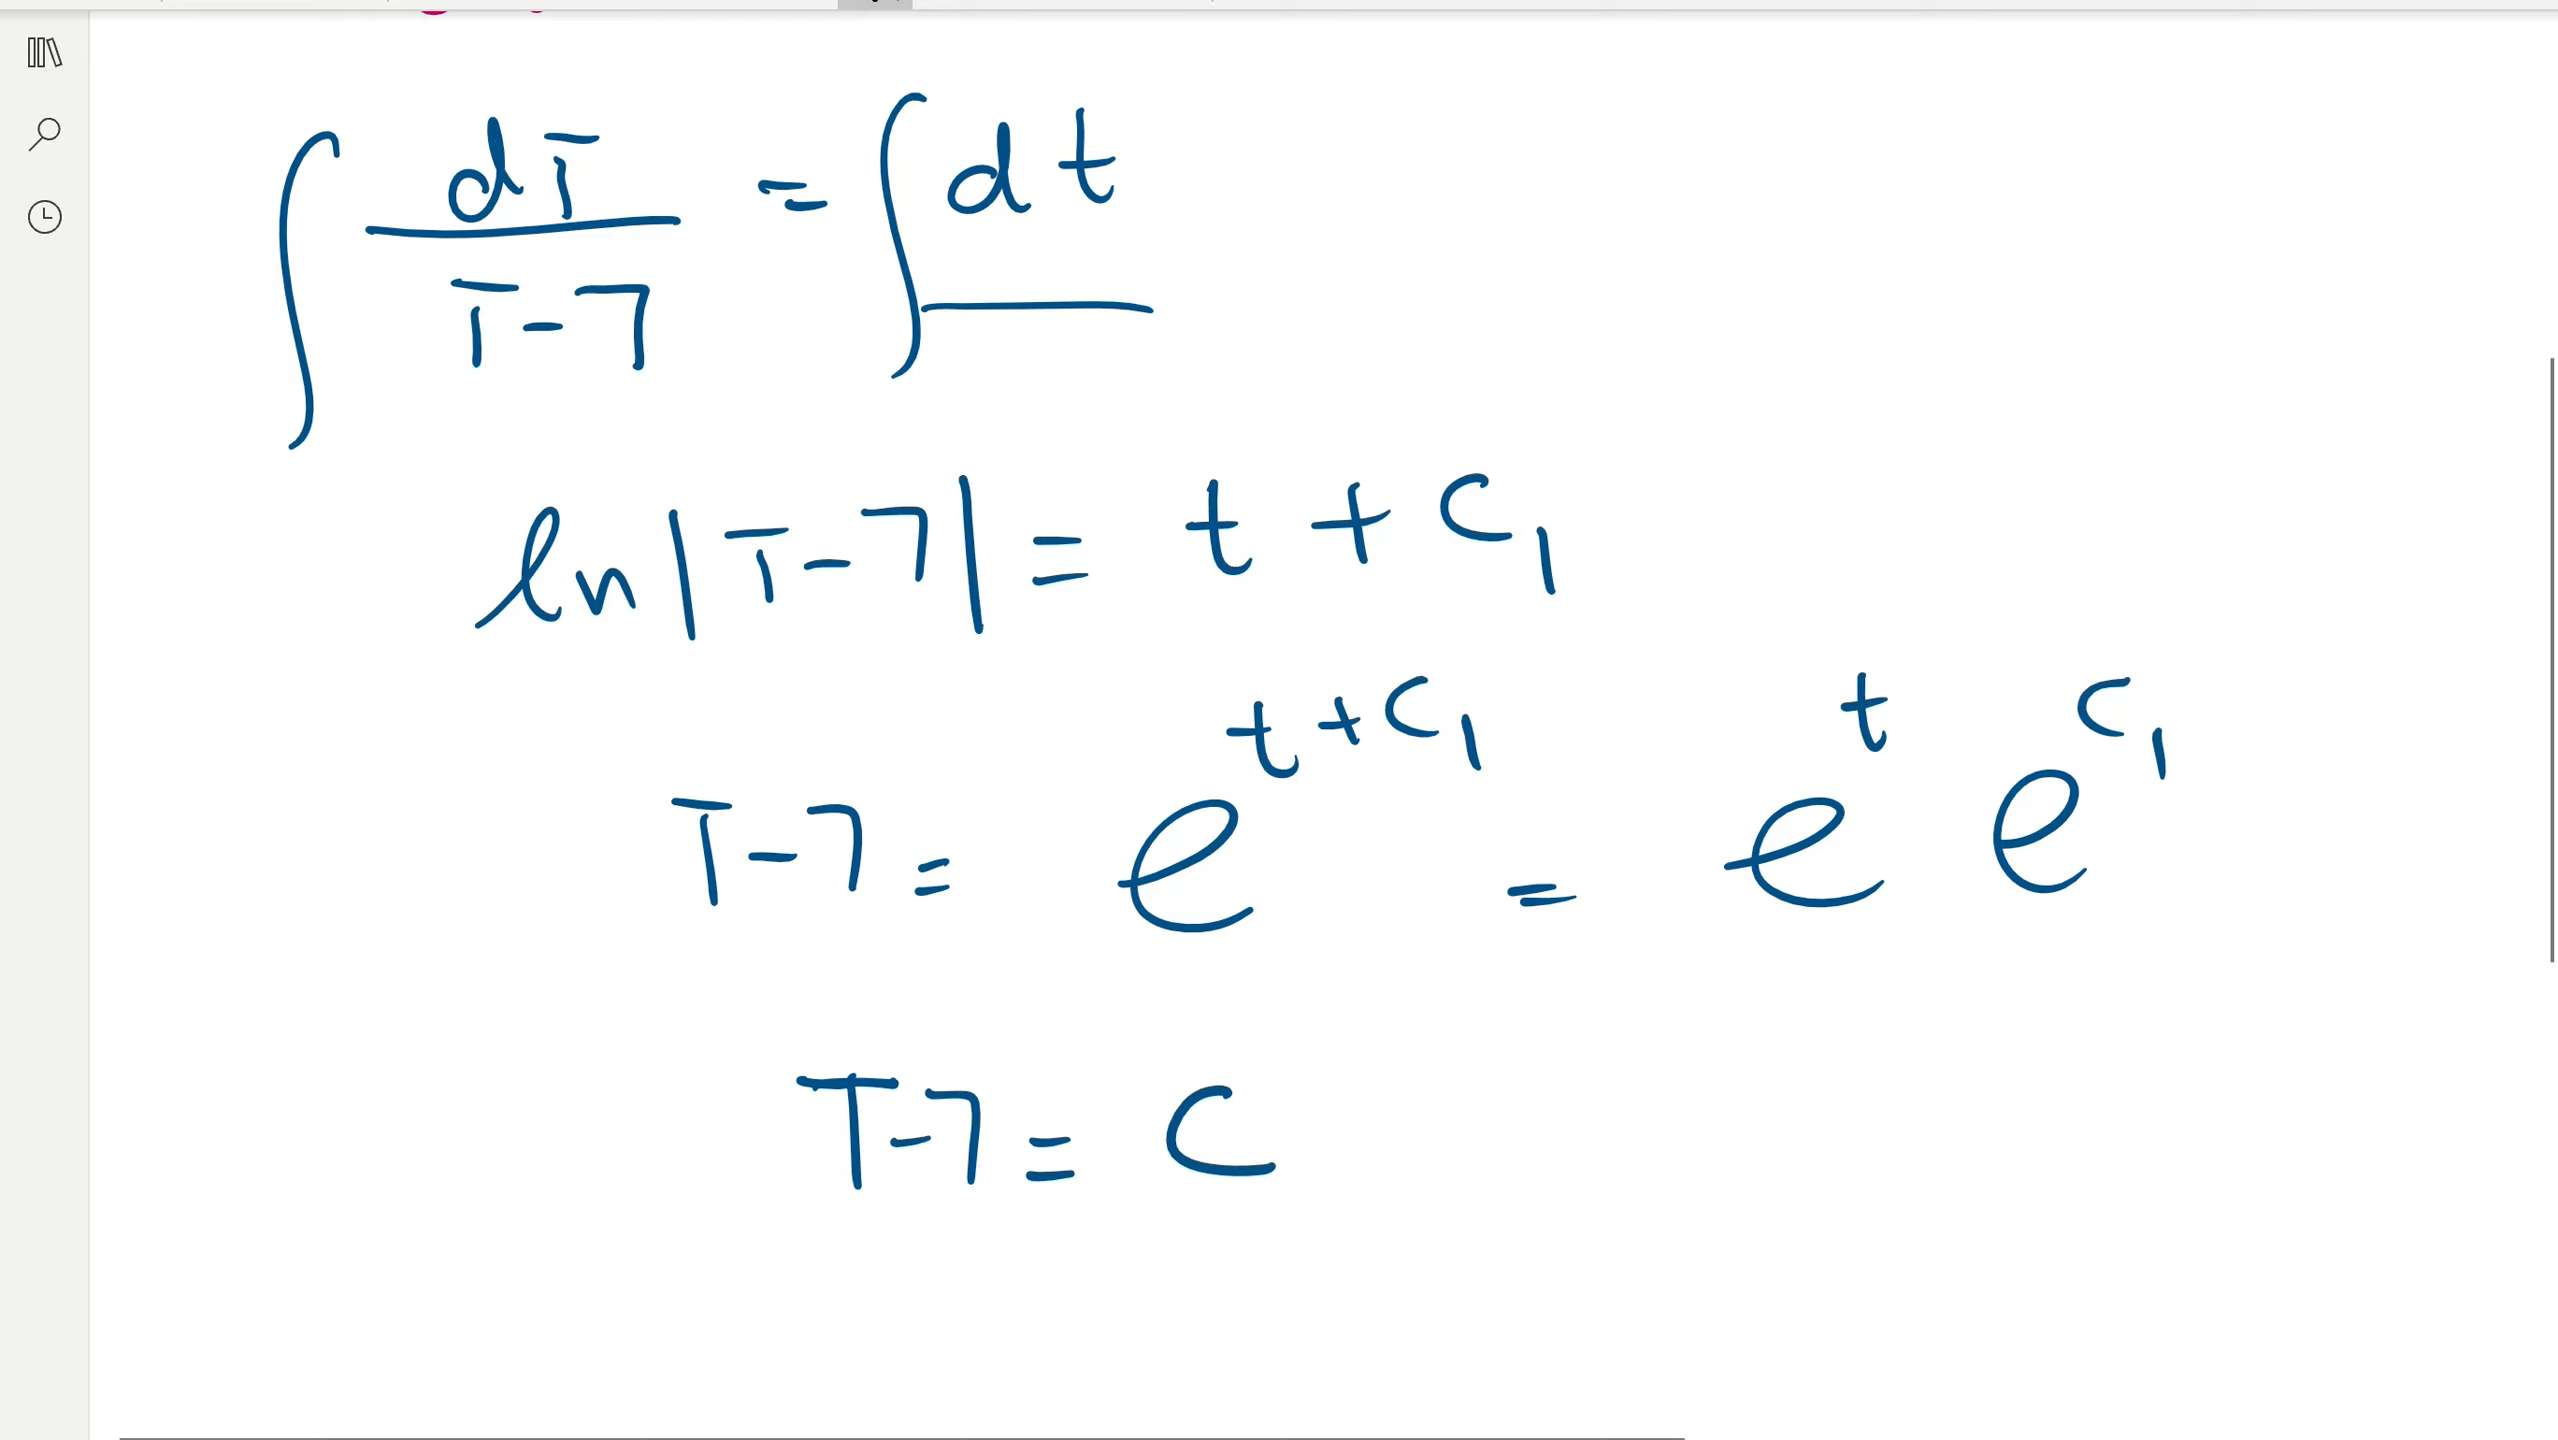 ∫ dT / T-7 = ∫ dt
ln|T-7| = t + C₁
T-7 = e^(t+C₁) = e^t e^(C₁)
T-7 = C